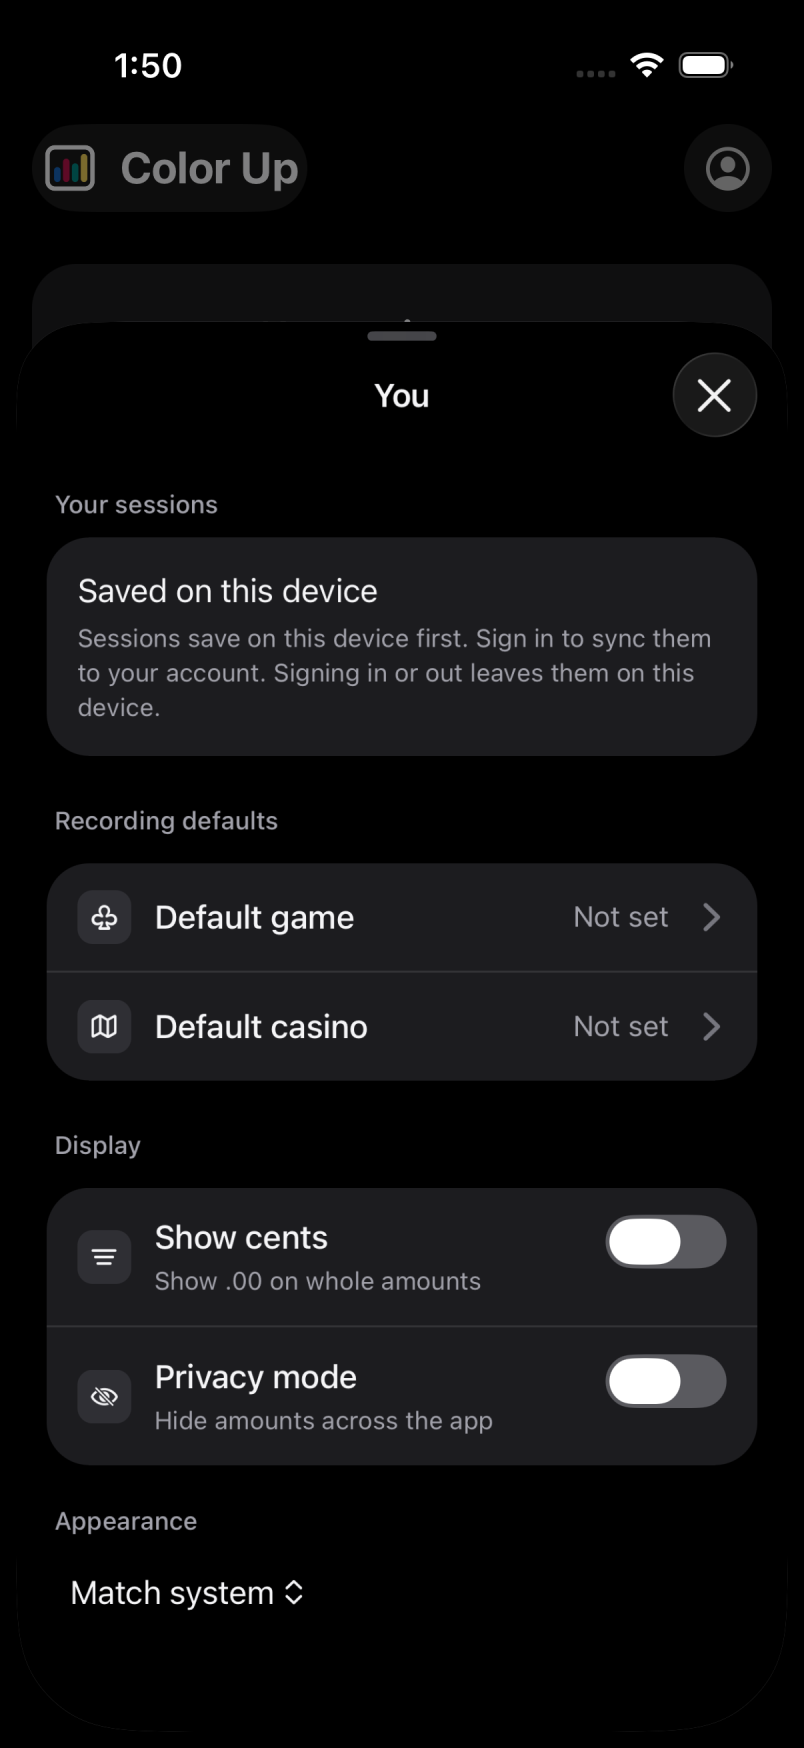 1:50
Color Up
You
Your sessions
Saved on this device
Sessions save on this device first. Sign in to sync them
to your account. Signing in or out leaves them on this
device.
Recording defaults
Default game
Not set
Default casino
Not set
Display
Show cents
Show .00 on whole amounts
Privacy mode
Hide amounts across the app
Appearance
Match system